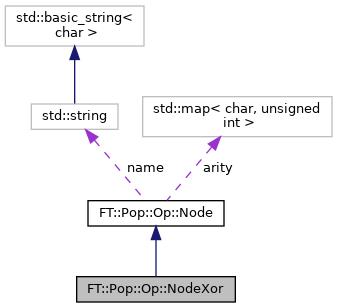 std::basic_string<
char >
std::string
std::map< char, unsigned
int >
name
arity
FT::Pop::Op::Node
FT::Pop::Op::NodeXor